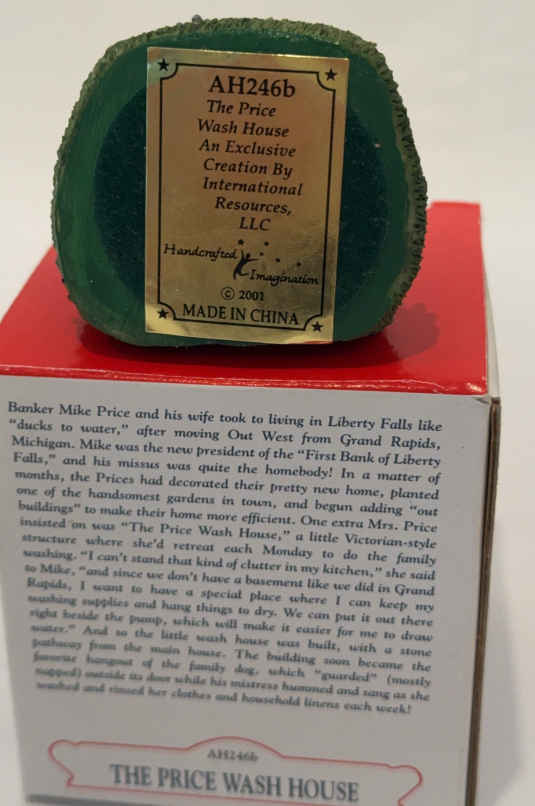 AH246b
The Price
Wash House
An Exclusive
Creation By
International
Resources,
LLC
Handcrafted
Imagination
© 2001
MADE IN CHINA
Banker Mike Price and his wife took to living in Liberty Falls like
"ducks to water," after moving Out West from Grand Rapids,
Michigan. Mike was the new president of the "First Bank of Liberty
Falls," and his missus was quite the homebody! In a matter of
months, the Prices had decorated their pretty new home, planted
one of the handsomest gardens in town, and begun adding "out
buildings" to make their home more efficient. One extra Mrs. Price
insisted on was "The Price Wash House," a little Victorian-style
structure where she'd retreat each Monday to do the family
washing. "I can't stand that kind of clutter in my kitchen," she said
to Mike, "and since we don't have a basement like we did in Grand
Rapids, I want to have a special place where I can keep my
washing supplies and hang things to dry. We can put it out there
right beside the pump, which will make it easier for me to draw
water." And so the little wash house was built, with a stone
pathway from the main house. The building soon became the
favorite hangout of the family dog, which "guarded" (mostly
napped) outside its door while his mistress hummed and sang as she
washed and rinsed her clothes and household linens each week!
AH246b
THE PRICE WASH HOUSE